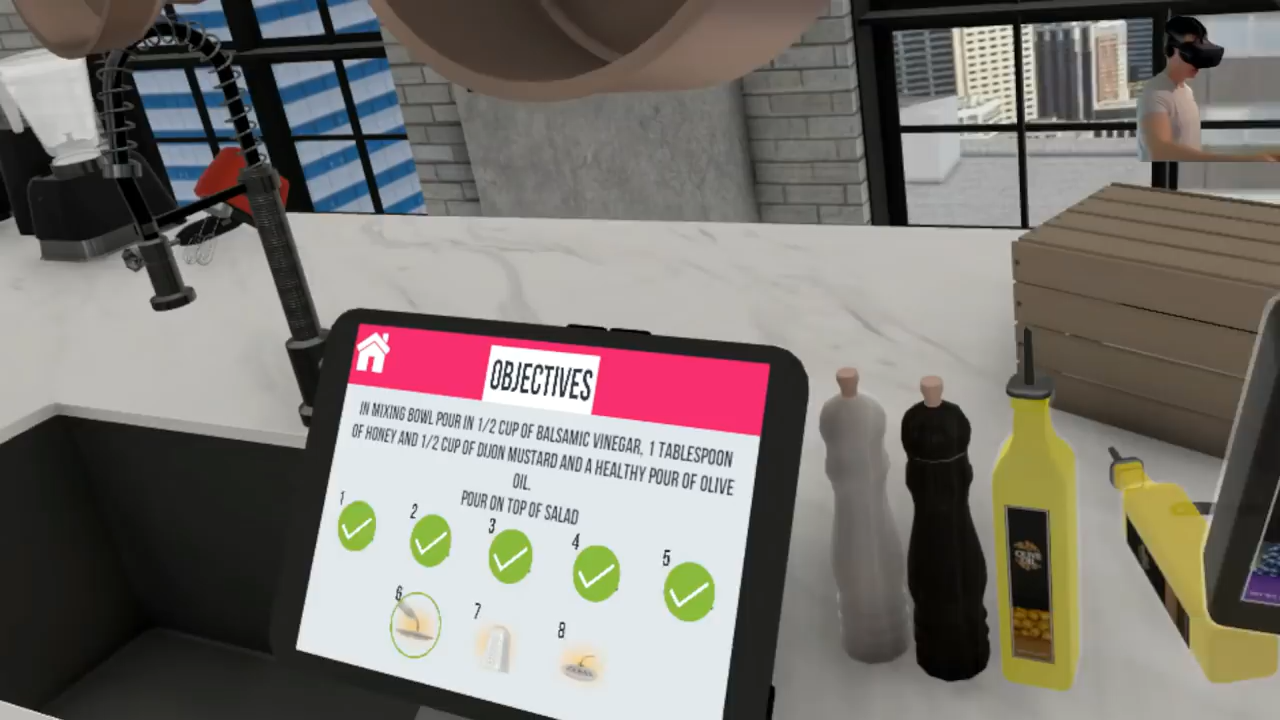 OBJECTIVES
IN MIXING BOWL POUR IN 1/2 CUP OF BALSAMIC VINEGAR, 1 TABLESPOON
OF HONEY AND 1/2 CUP OF DIJON MUSTARD AND A HEALTHY POUR OF OLIVE
OIL.
POUR ON TOP OF SALAD
1 2 3 4 5
6 7 8
OLIVE
OIL